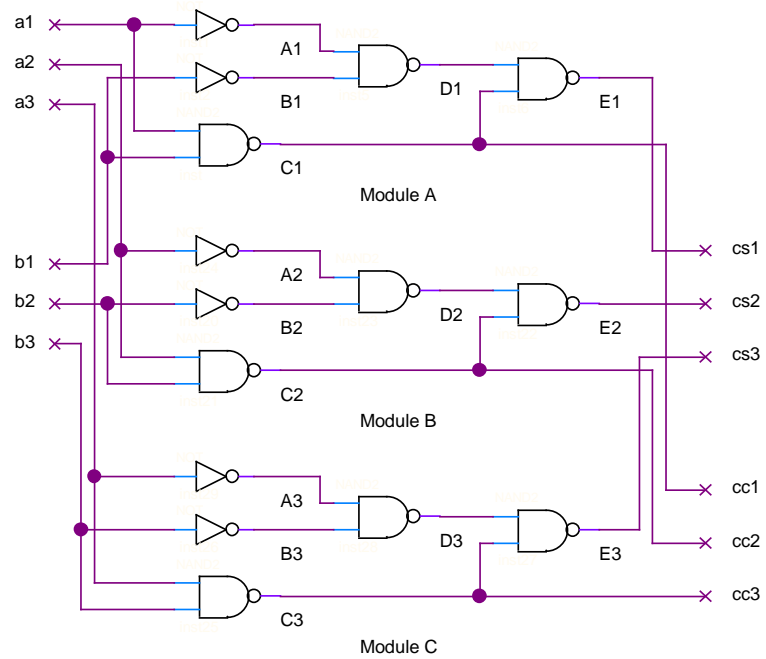 a1
A1
a2
D1
E1
B1
a3
C1
Module A
b1
cs1
A2
b2
D2
E2
cs2
B2
b3
cs3
C2
Module B
A3
cc1
D3
E3
cc2
B3
cc3
C3
Module C